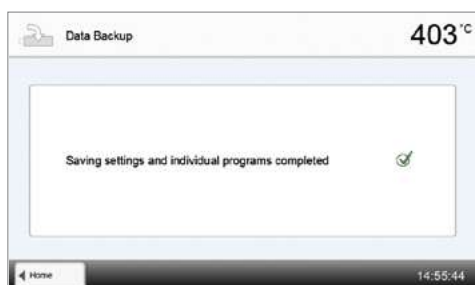 Data Backup
403 °C
Saving settings and individual programs completed
Home
14:55:44